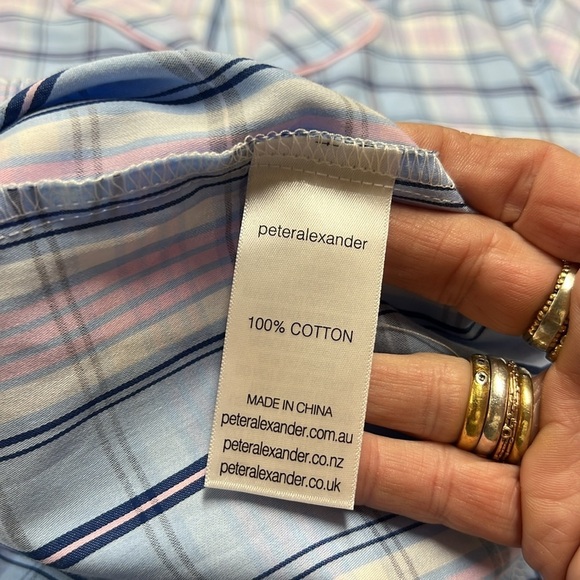 peteralexander
100% COTTON
MADE IN CHINA
peteralexander.com.au
peteralexander.co.nz
peteralexander.co.uk